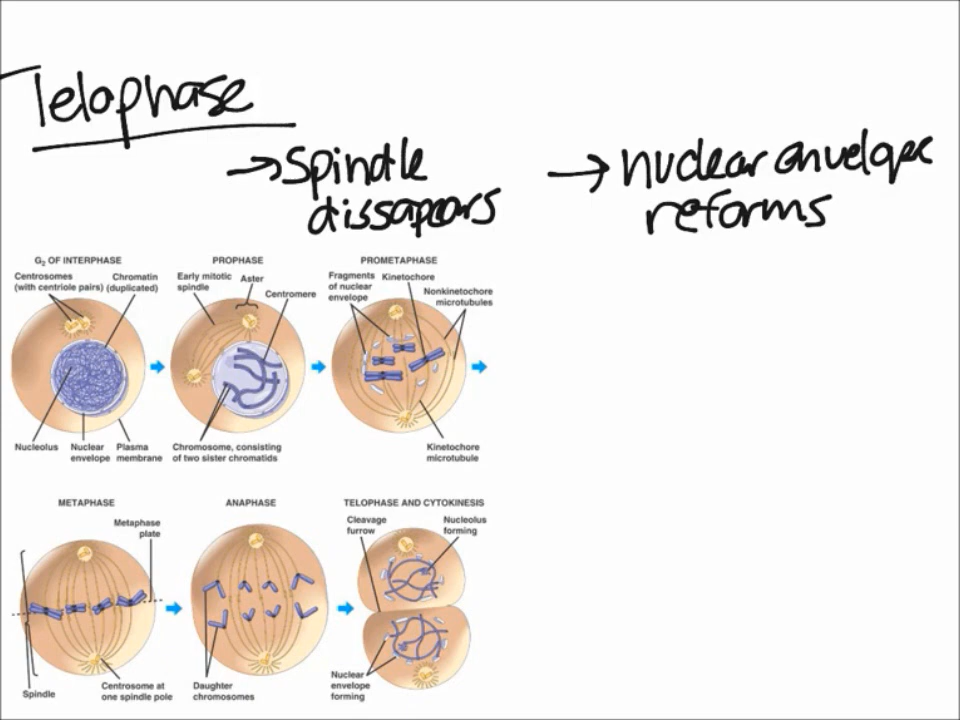 Telophase
→ Spindle
dissapears
→ nuclear envelope
reforms
G₂ OF INTERPHASE
Centrosomes
(with centriole pairs)
Chromatin
(duplicated)
Nucleolus
Nuclear
envelope
Plasma
membrane
PROPHASE
Early mitotic
spindle
Aster
Centromere
Chromosome, consisting
of two sister chromatids
PROMETAPHASE
Fragments
of nuclear
envelope
Kinetochore
Nonkinetochore
microtubules
Kinetochore
microtubule
METAPHASE
Metaphase
plate
Spindle
Centrosome at
one spindle pole
ANAPHASE
Daughter
chromosomes
TELOPHASE AND CYTOKINESIS
Cleavage
furrow
Nucleolus
forming
Nuclear
envelope
forming